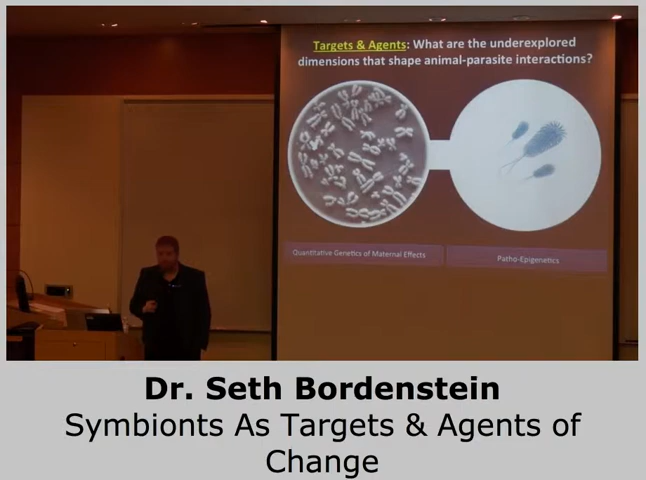 Targets & Agents: What are the underexplored
dimensions that shape animal-parasite interactions?
Quantitative Genetics of Maternal Effects
Patho-Epigenetics
Dr. Seth Bordenstein
Symbionts As Targets & Agents of
Change